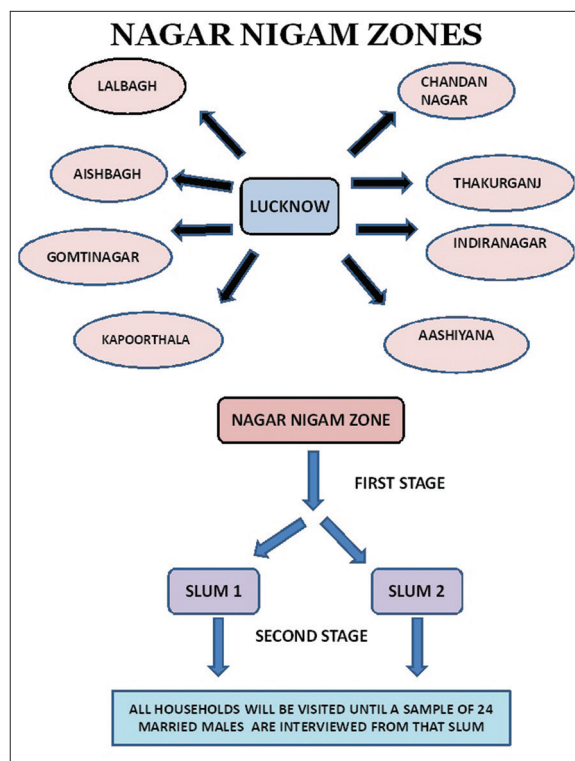 NAGAR NIGAM ZONES
LALBAGH
CHANDAN
NAGAR
AISHBAGH
THAKURGANJ
LUCKNOW
GOMTINAGAR
INDIRANAGAR
KAPOORTHALA
AASHIYANA
NAGAR NIGAM ZONE
FIRST STAGE
SLUM 1
SLUM 2
SECOND STAGE
ALL HOUSEHOLDS WILL BE VISITED UNTIL A SAMPLE OF 24
MARRIED MALES ARE INTERVIEWED FROM THAT SLUM